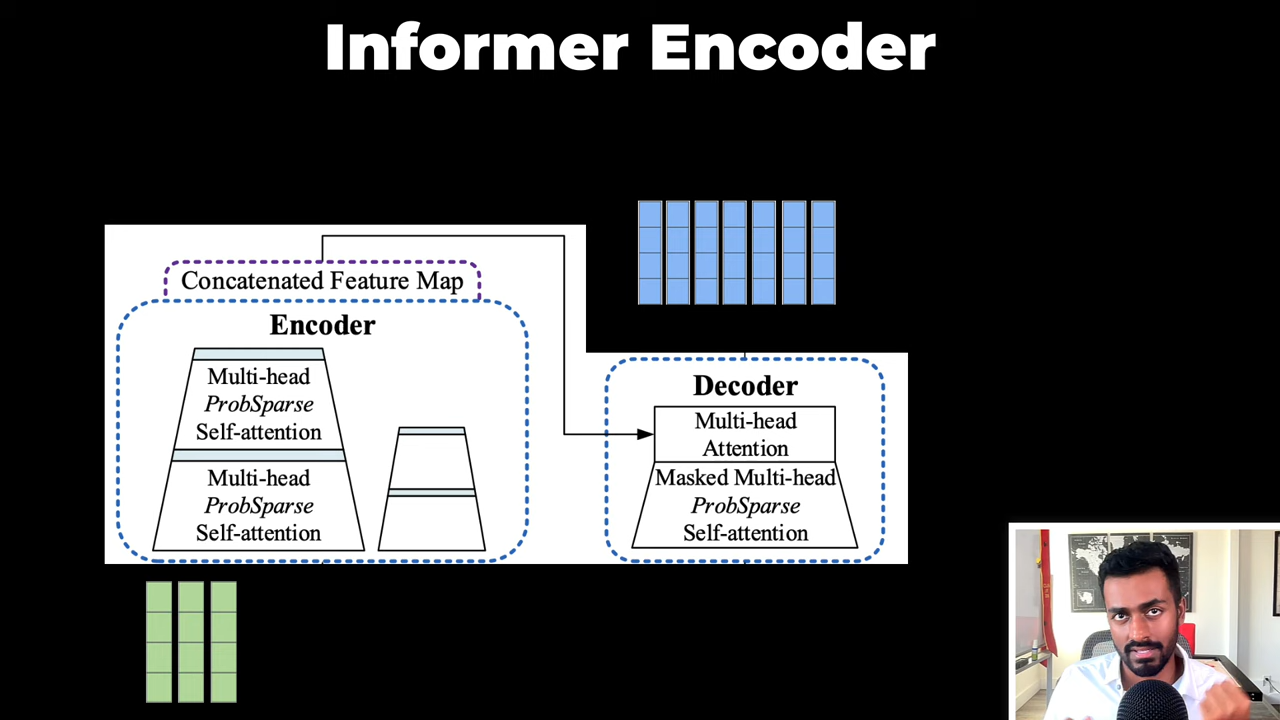 Informer Encoder
Concatenated Feature Map
Encoder
Multi-head
ProbSparse
Self-attention
Multi-head
ProbSparse
Self-attention
Decoder
Multi-head
Attention
Masked Multi-head
ProbSparse
Self-attention